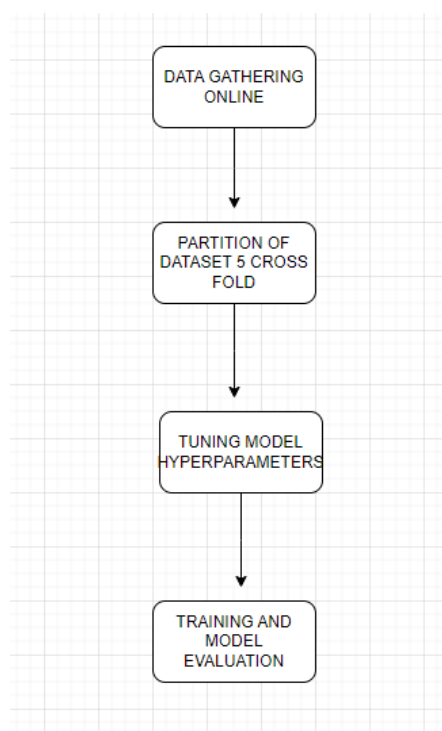 DATA GATHERING
ONLINE
PARTITION OF
DATASET 5 CROSS
FOLD
TUNING MODEL
HYPERPARAMETERS
TRAINING AND
MODEL
EVALUATION